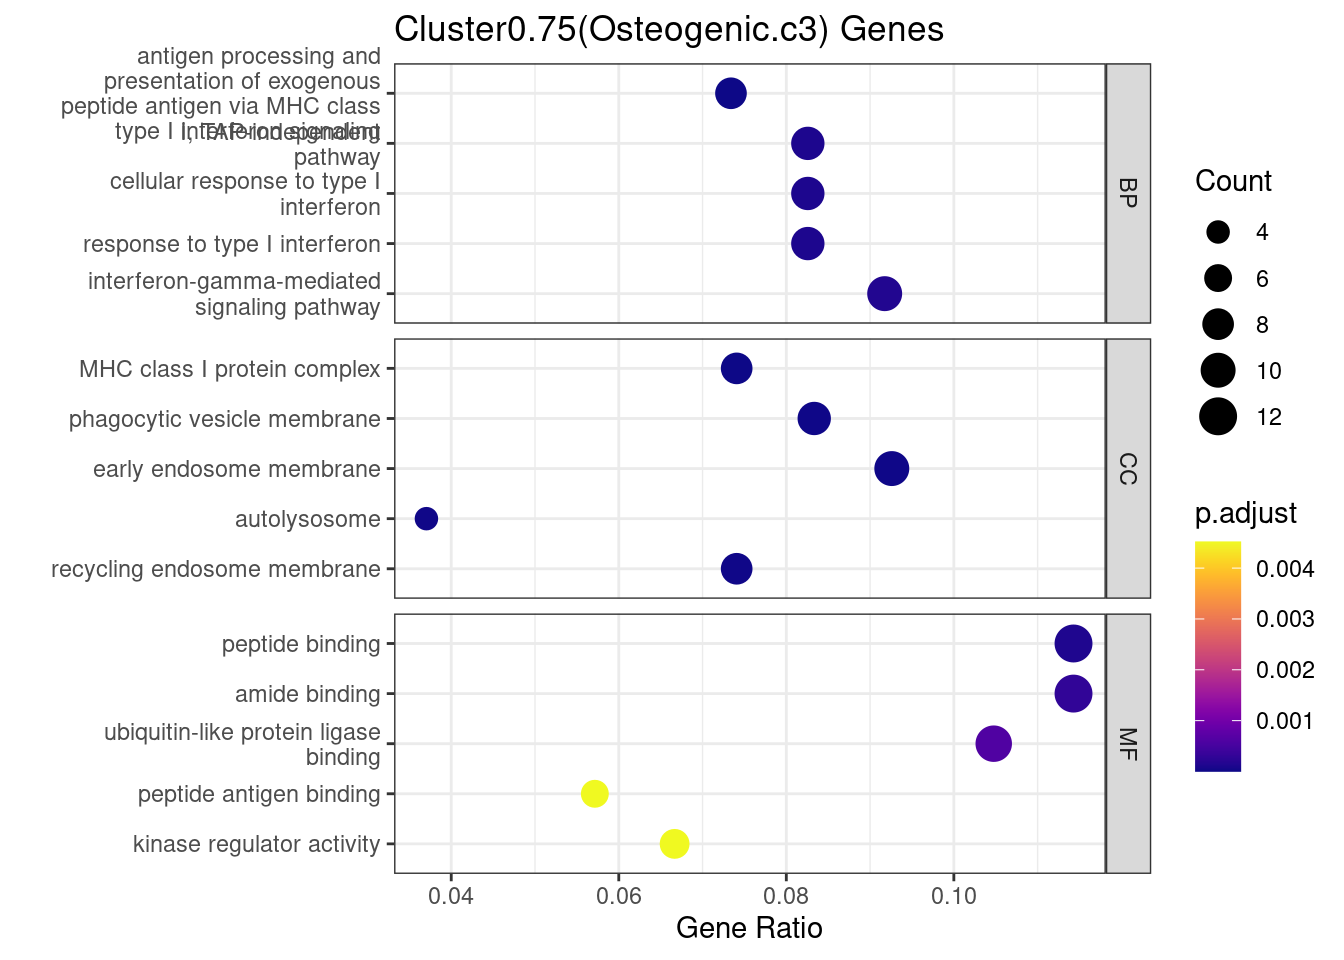 Cluster0.75(Osteogenic.c3) Genes
antigen processing and
presentation of exogenous
peptide antigen via MHC class
I, TAP-independent
type I interferon signaling
pathway
cellular response to type I
interferon
response to type I interferon
interferon-gamma-mediated
signaling pathway
BP
MHC class I protein complex
phagocytic vesicle membrane
early endosome membrane
autolysosome
recycling endosome membrane
CC
peptide binding
amide binding
ubiquitin-like protein ligase
binding
peptide antigen binding
kinase regulator activity
MF
0.04
0.06
0.08
0.10
Gene Ratio
Count
4
6
8
10
12
p.adjust
0.004
0.003
0.002
0.001